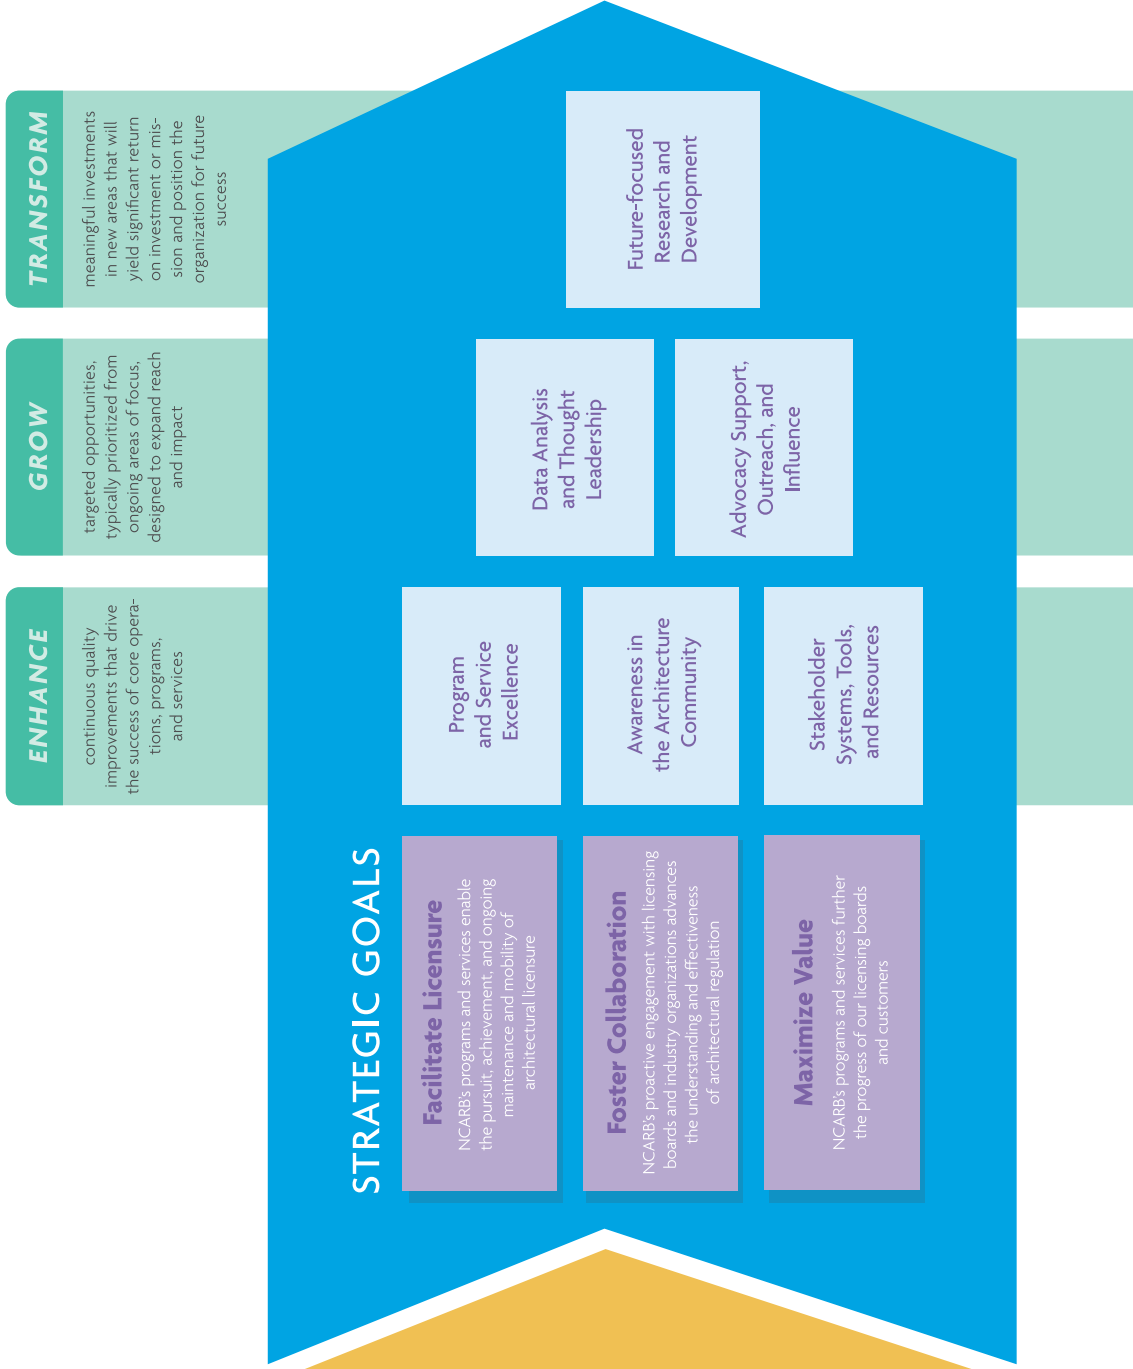 STRATEGIC GOALS
Facilitate Licensure
NCARB's programs and services enable
the pursuit, achievement, and ongoing
maintenance and mobility of
architectural licensure
Foster Collaboration
NCARB's proactive engagement with licensing
boards and industry organizations advances
the understanding and effectiveness
of architectural regulation
Maximize Value
NCARB's programs and services further
the progress of our licensing boards
and customers
ENHANCE
continuous quality
improvements that drive
the success of core opera-
tions, programs,
and services
Program
and Service
Excellence
Awareness in
the Architecture
Community
Stakeholder
Systems, Tools,
and Resources
GROW
targeted opportunities,
typically prioritized from
ongoing areas of focus,
designed to expand reach
and impact
Data Analysis
and Thought
Leadership
Advocacy Support,
Outreach, and
Influence
TRANSFORM
meaningful investments
in new areas that will
yield significant return
on investment or mis-
sion and position the
organization for future
success
Future-focused
Research and
Development